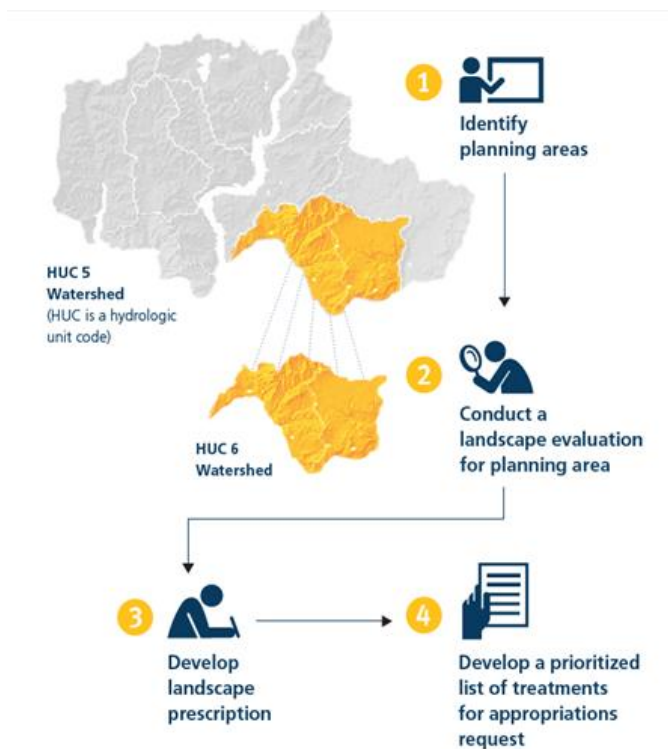 1
Identify
planning areas
HUC 5
Watershed
(HUC is a hydrologic
unit code)
2
Conduct a
landscape evaluation
for planning area
HUC 6
Watershed
3
Develop
landscape
prescription
4
Develop a prioritized
list of treatments
for appropriations
request